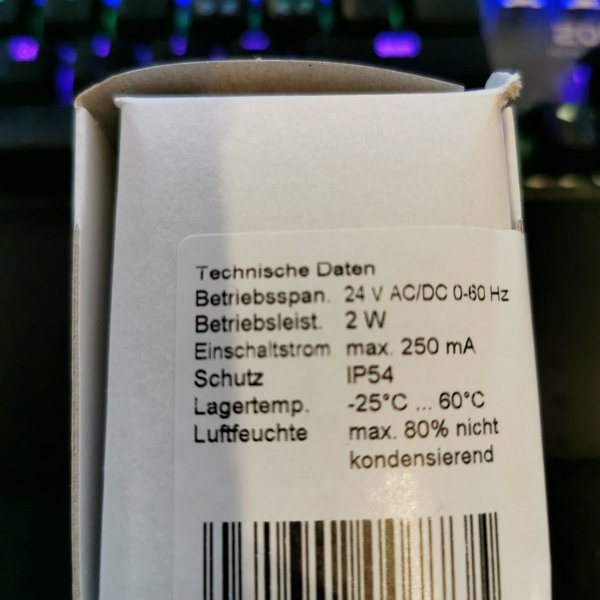 Technische Daten
Betriebsspan. 24 V AC/DC 0-60 Hz
Betriebsleist. 2 W
Einschaltstrom max. 250 mA
Schutz IP54
Lagertemp. -25°C ... 60°C
Luftfeuchte max. 80% nicht
kondensierend